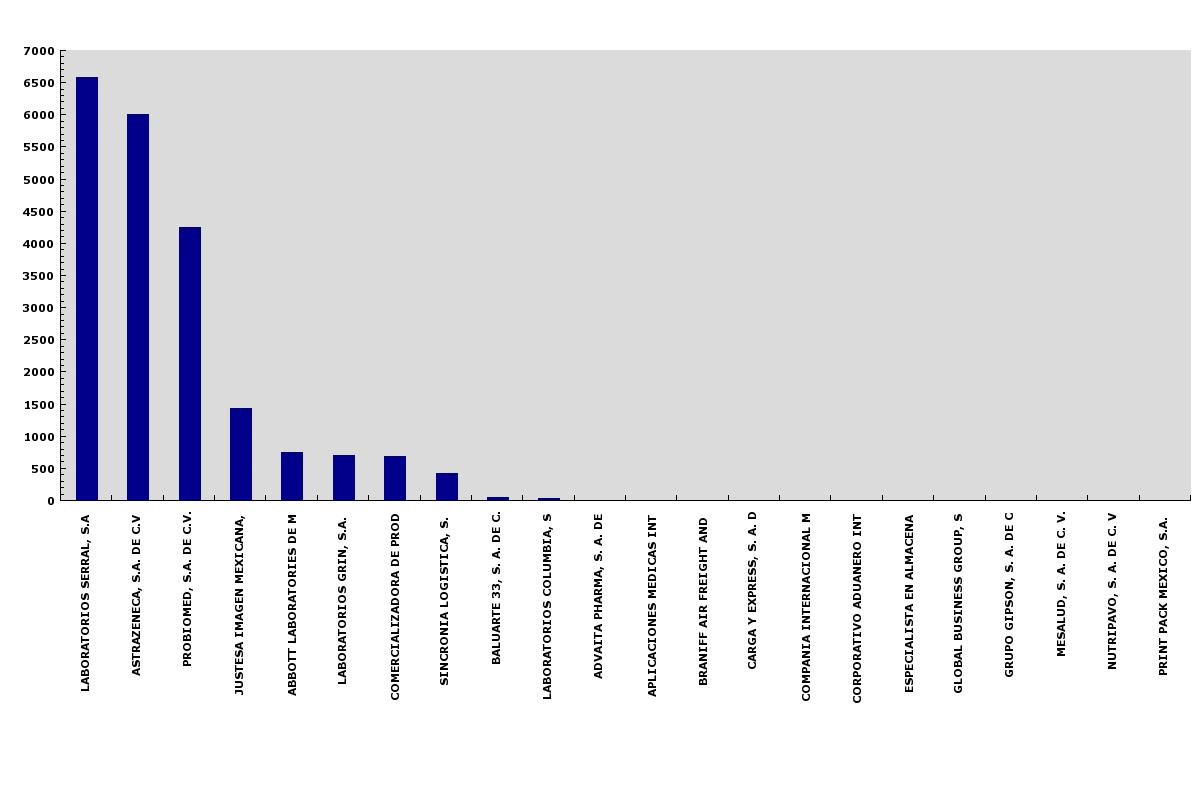 7000
6500
6000
5500
5000
4500
4000
3500
3000
2500
2000
1500
1000
500
0
LABORATORIOS SERRAL, S.A
ASTRAZENECA, S.A. DE C.V
PROBIOMED, S.A. DE C.V.
JUSTESA IMAGEN MEXICANA,
ABBOTT LABORATORIES DE M
LABORATORIOS GRIN, S.A.
COMERCIALIZADORA DE PROD
SINCRONIA LOGISTICA, S.
BALUARTE 33, S. A. DE C.
LABORATORIOS COLUMBIA, S
ADVAITA PHARMA, S. A. DE
APLICACIONES MEDICAS INT
BRANIFF AIR FREIGHT AND
CARGA Y EXPRESS, S. A. D
COMPANIA INTERNACIONAL M
CORPORATIVO ADUANERO INT
ESPECIALISTA EN ALMACENA
GLOBAL BUSINESS GROUP, S
GRUPO GIPSON, S. A. DE C
MESALUD, S. A. DE C. V.
NUTRIPAVO, S. A. DE C. V
PRINT PACK MEXICO, S.A.